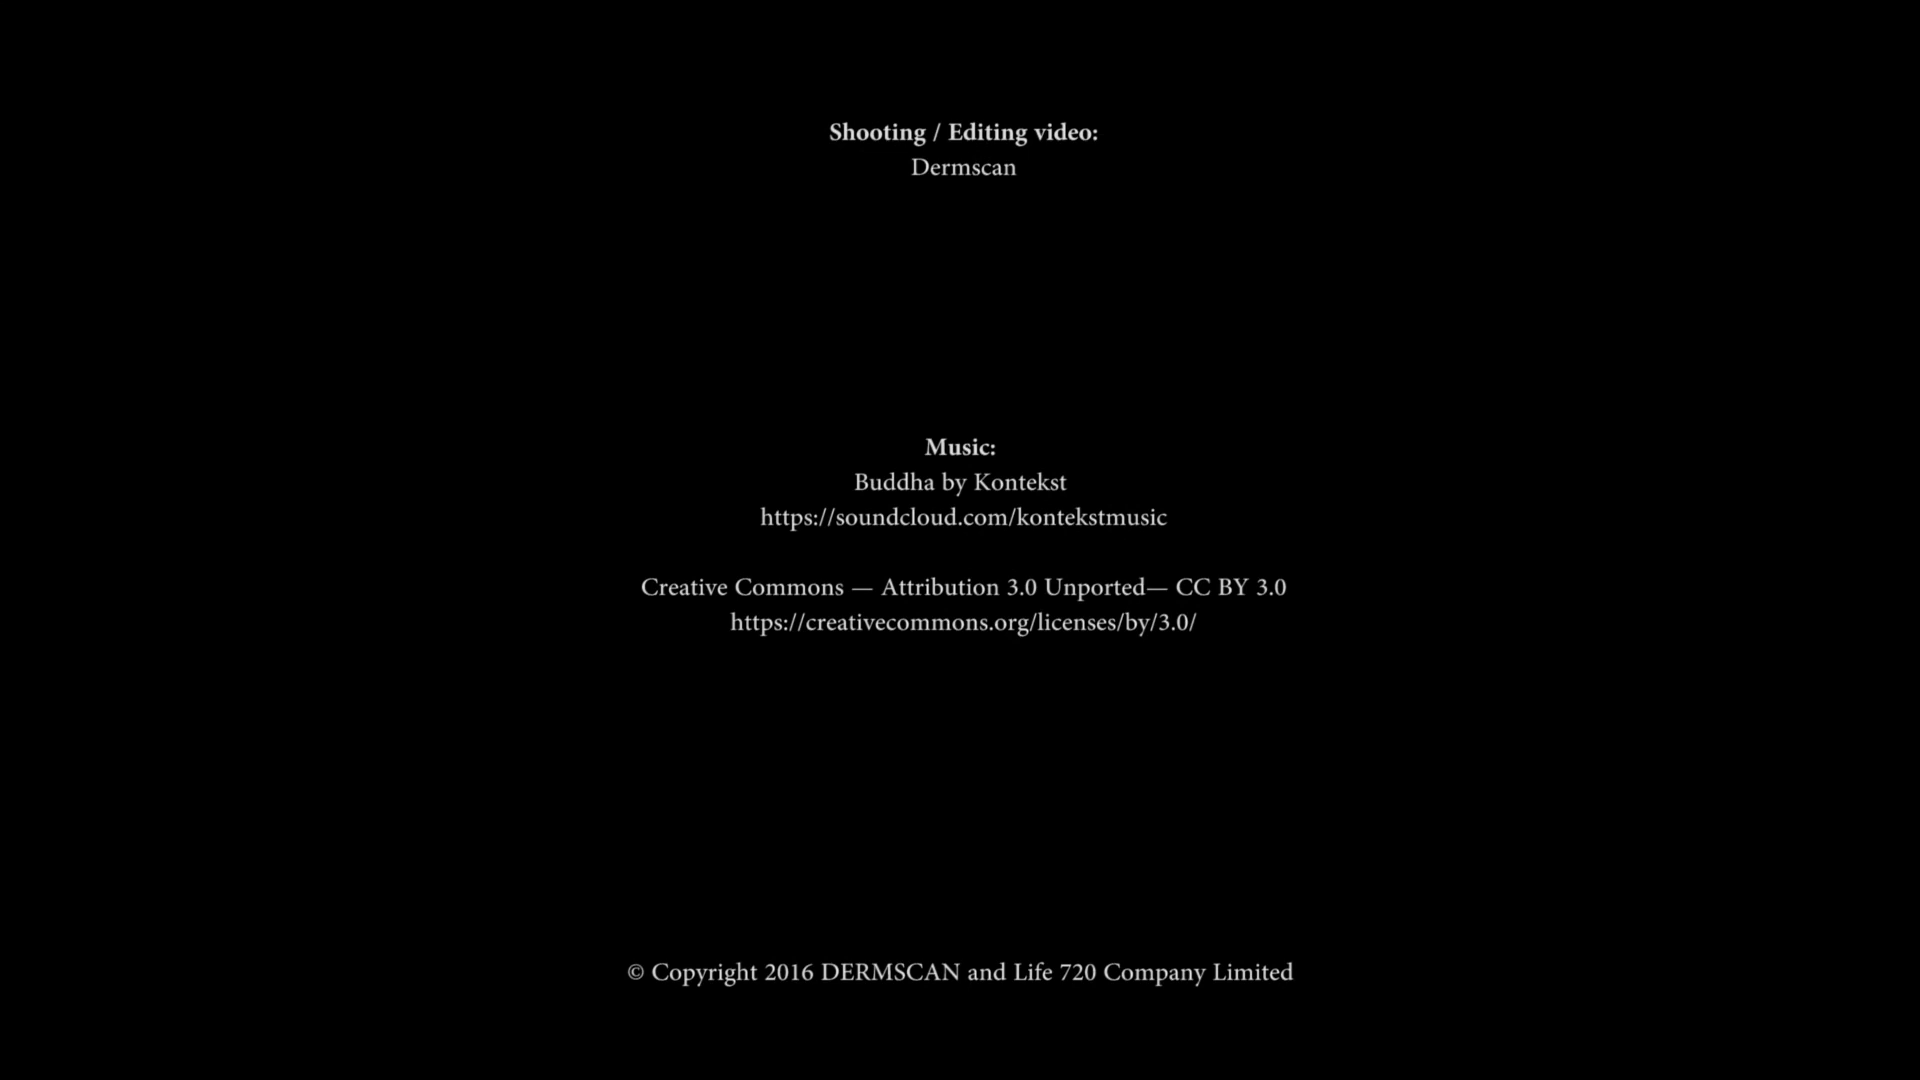 Shooting / Editing video:
Dermscan
Music:
Buddha by Kontekst
https://soundcloud.com/kontekstmusic
Creative Commons — Attribution 3.0 Unported— CC BY 3.0
https://creativecommons.org/licenses/by/3.0/
© Copyright 2016 DERMSCAN and Life 720 Company Limited